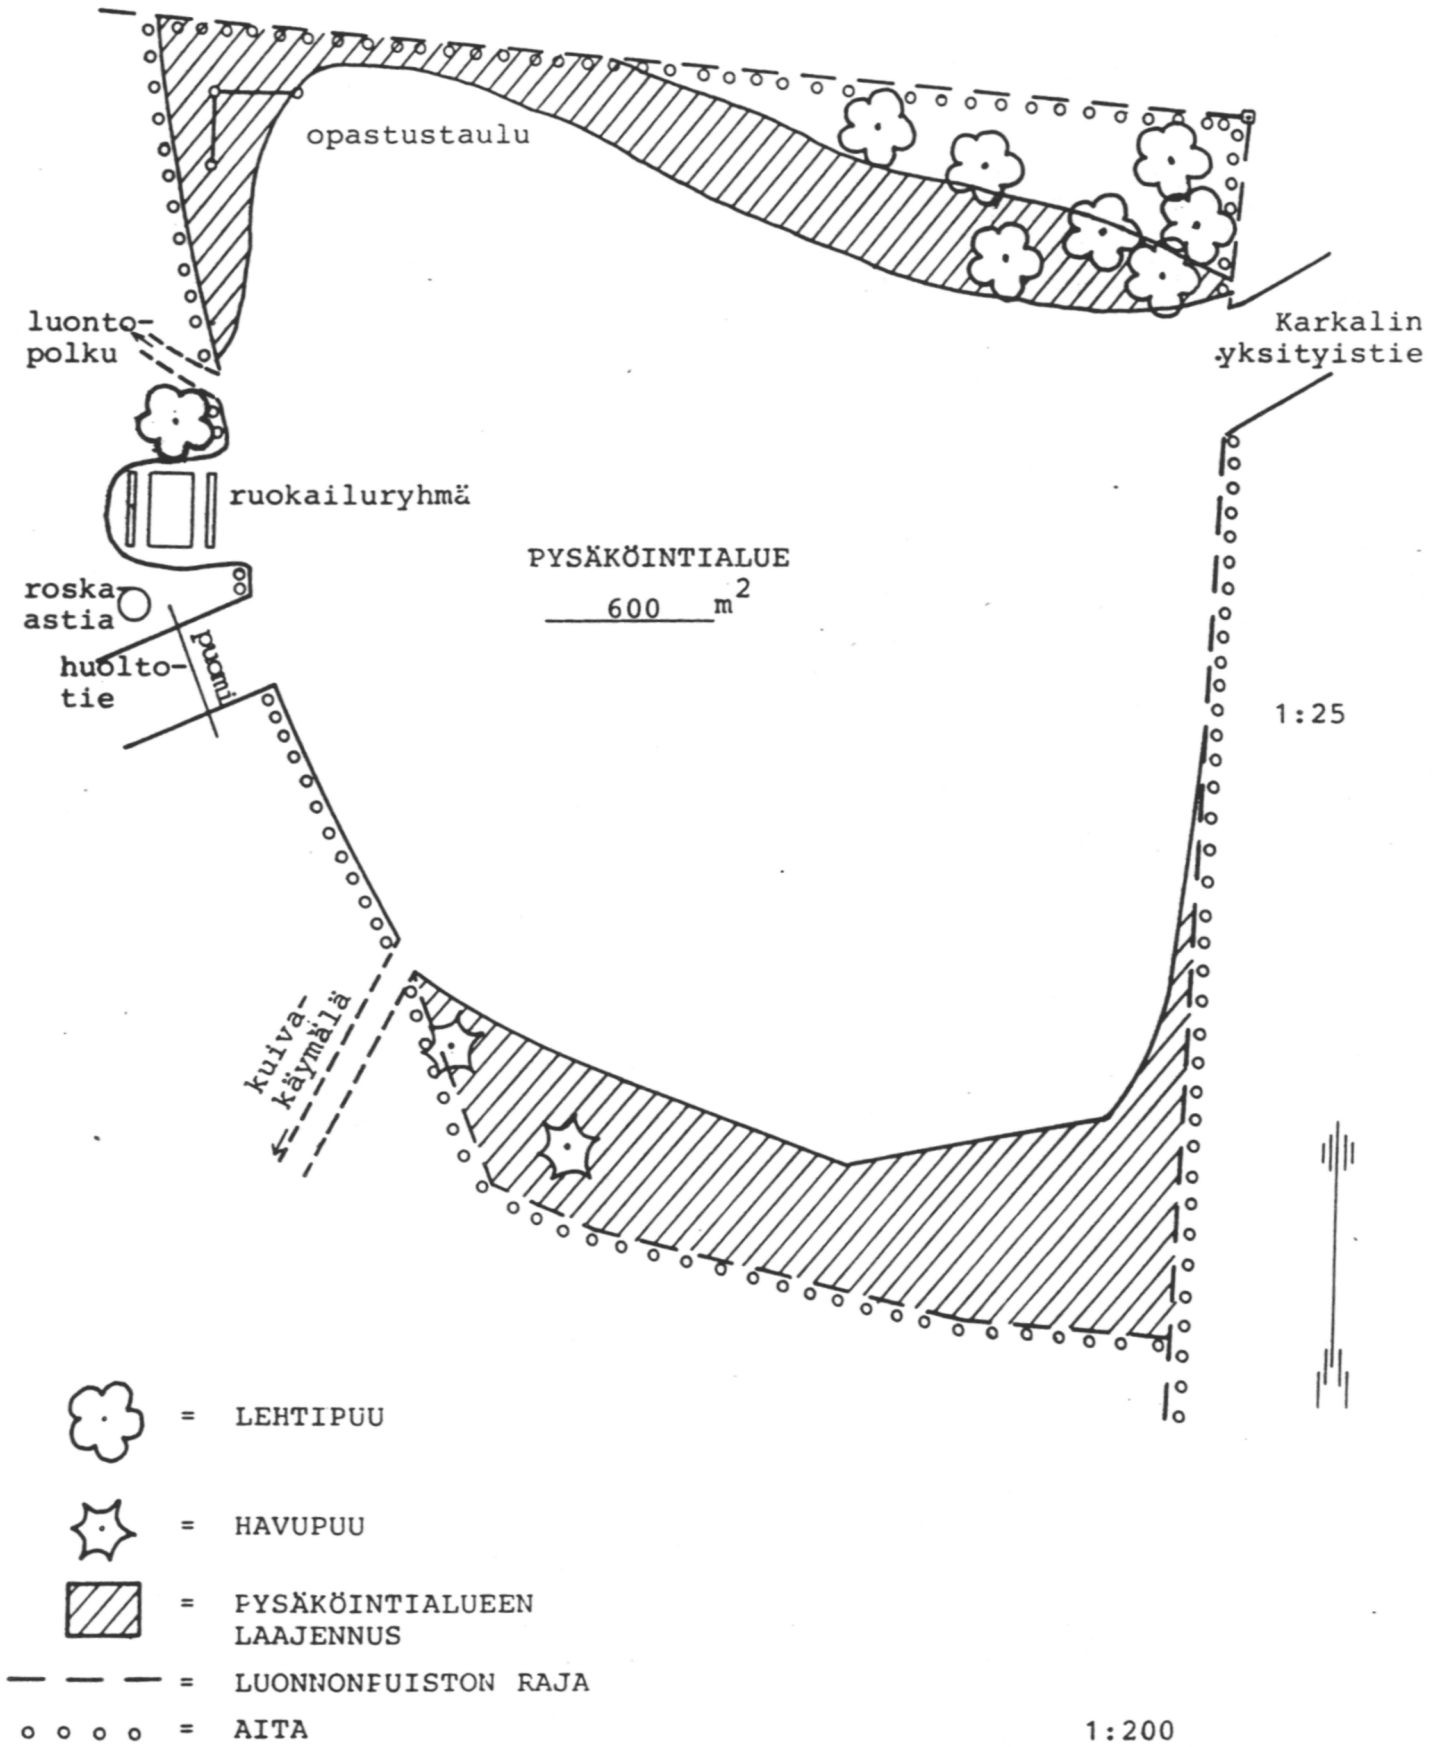 opastustaulu
luonto-
polku
Karkalin
yksityistie
ruokailuryhmä
PYSÄKÖINTIALUE
600 m²
roska-
astia
huolto-
tie
puomi
1:25
kuiva-
käymälä
= LEHTIPUU
= HAVUPUU
= PYSÄKÖINTIALUEEN
LAAJENNUS
= LUONNONPUISTON RAJA
= AITA
1:200